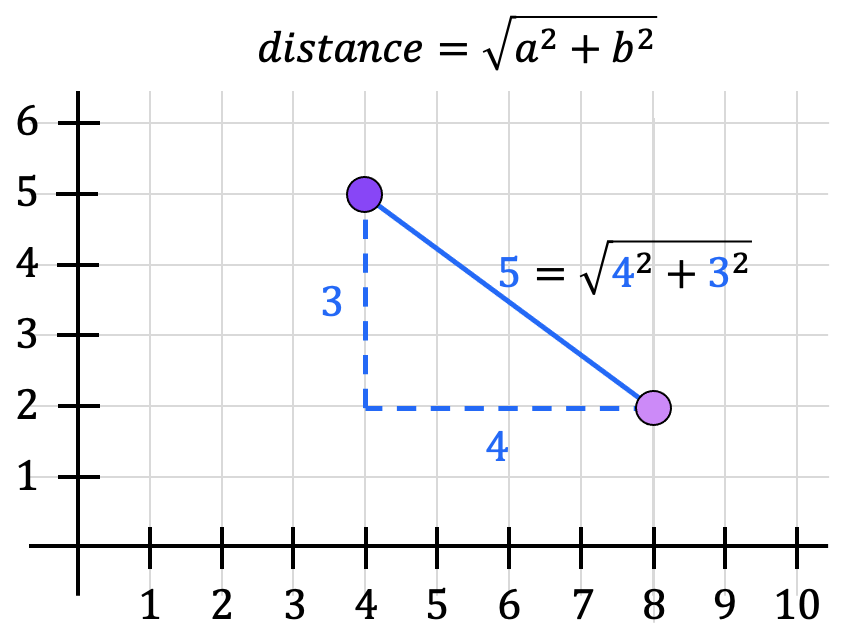 distance = √a² + b²
6
5
4
3
2
1
5 = √4² + 3²
3
4
1 2 3 4 5 6 7 8 9 10